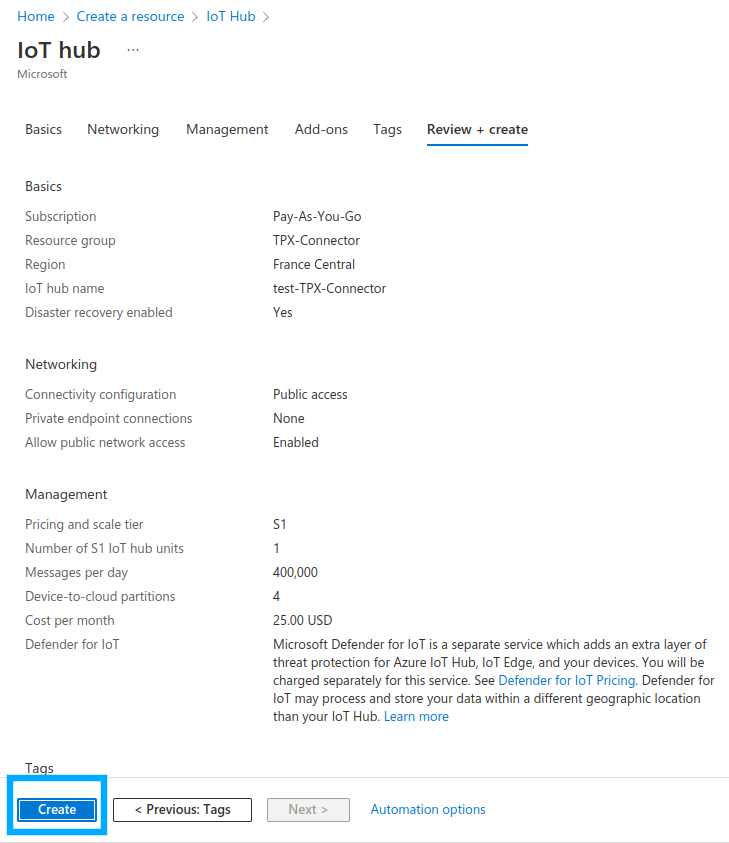 Home > Create a resource > IoT Hub >
IoT hub ...
Microsoft
Basics Networking Management Add-ons Tags Review + create
Basics
Subscription Pay-As-You-Go
Resource group TPX-Connector
Region France Central
IoT hub name test-TPX-Connector
Disaster recovery enabled Yes
Networking
Connectivity configuration Public access
Private endpoint connections None
Allow public network access Enabled
Management
Pricing and scale tier S1
Number of S1 IoT hub units 1
Messages per day 400,000
Device-to-cloud partitions 4
Cost per month 25.00 USD
Defender for IoT Microsoft Defender for IoT is a separate service which adds an extra layer of
threat protection for Azure IoT Hub, IoT Edge, and your devices. You will be
charged separately for this service. See Defender for IoT Pricing. Defender for
IoT may process and store your data within a different geographic location
than your IoT Hub. Learn more
Tags
Create < Previous: Tags Next > Automation options